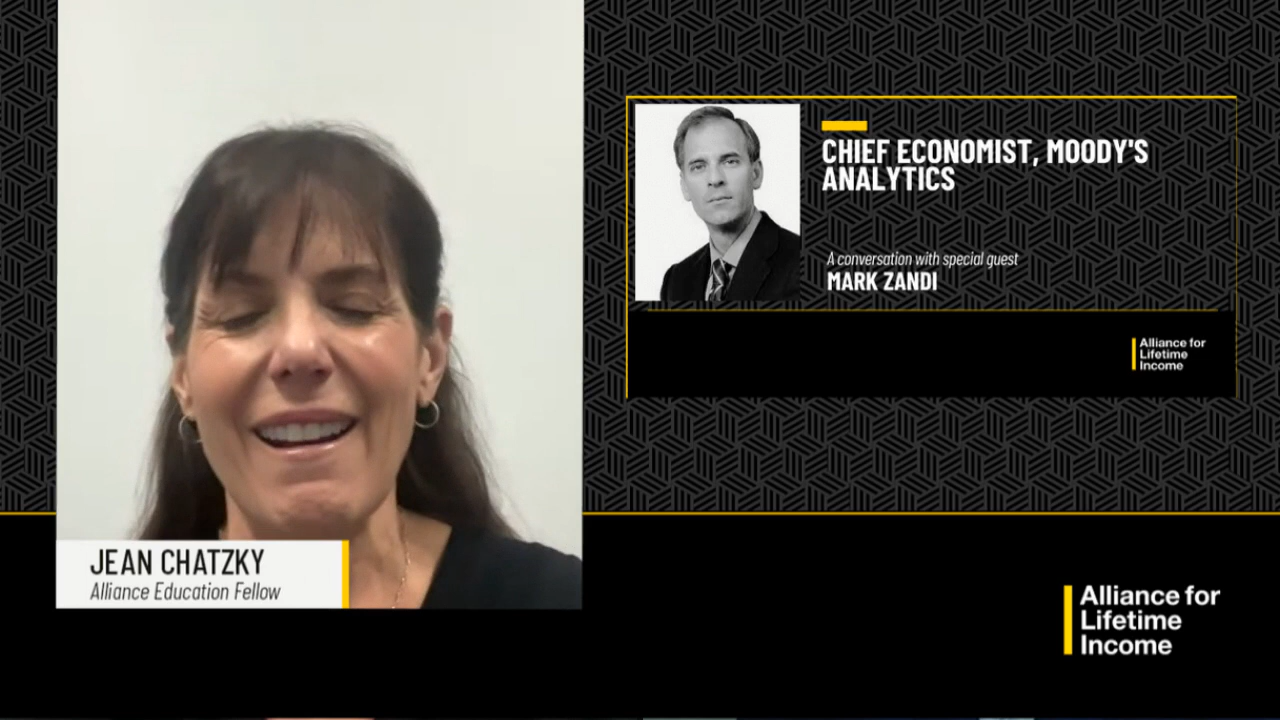 JEAN CHATZKY
Alliance Education Fellow
CHIEF ECONOMIST, MOODY'S
ANALYTICS
A conversation with special guest
MARK ZANDI
Alliance for
Lifetime
Income
Alliance for
Lifetime
Income